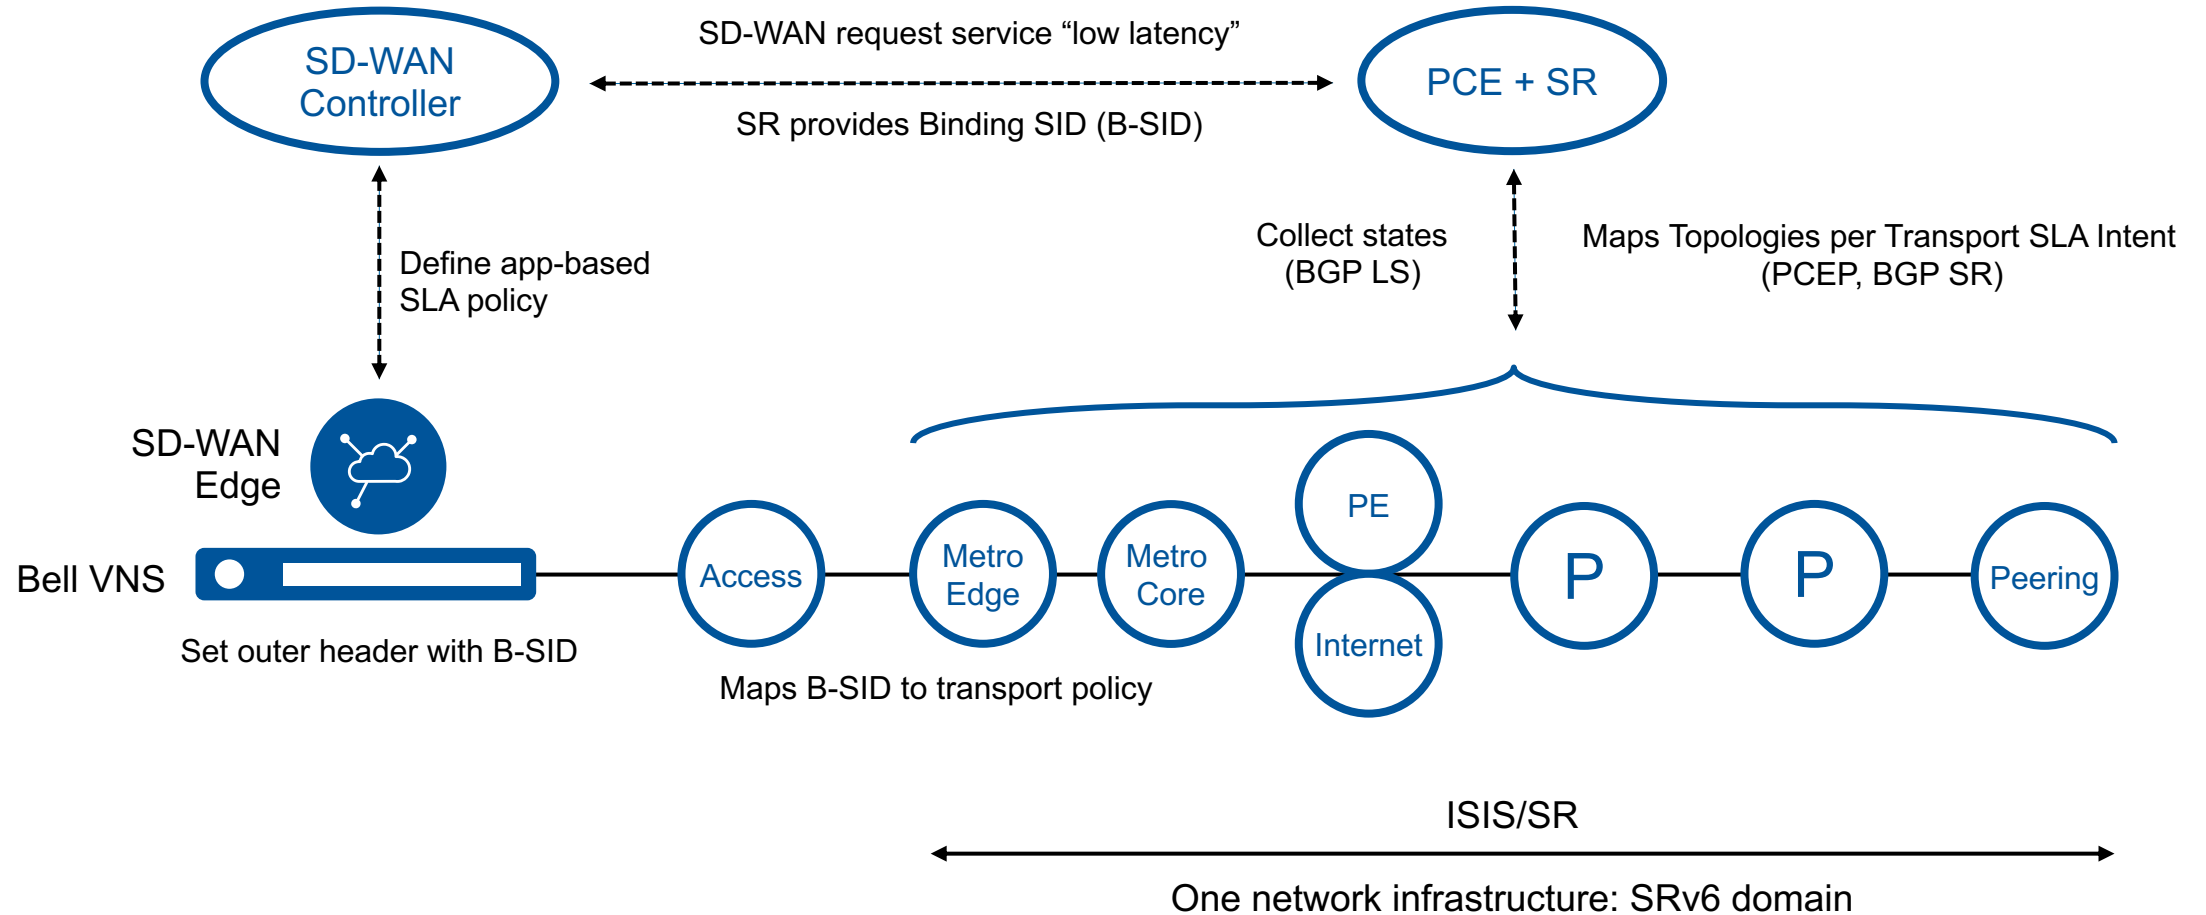 SD-WAN request service “low latency”
SD-WAN
Controller
PCE + SR
SR provides Binding SID (B-SID)
Define app-based
SLA policy
Collect states
(BGP LS)
Maps Topologies per Transport SLA Intent
(PCEP, BGP SR)
SD-WAN
Edge
Bell VNS
Set outer header with B-SID
Access
Metro
Edge
Metro
Core
PE
Internet
P
P
Peering
Maps B-SID to transport policy
ISIS/SR
One network infrastructure: SRv6 domain